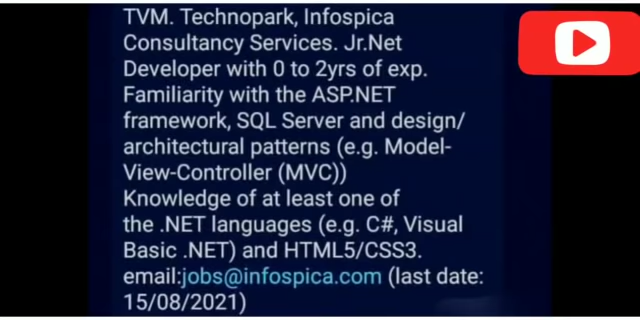 TVM. Technopark, Infospica
Consultancy Services. Jr.Net
Developer with 0 to 2yrs of exp.
Familiarity with the ASP.NET
framework, SQL Server and design/
architectural patterns (e.g. Model-
View-Controller (MVC))
Knowledge of at least one of
the .NET languages (e.g. C#, Visual
Basic .NET) and HTML5/CSS3.
email:jobs@infospica.com (last date:
15/08/2021)